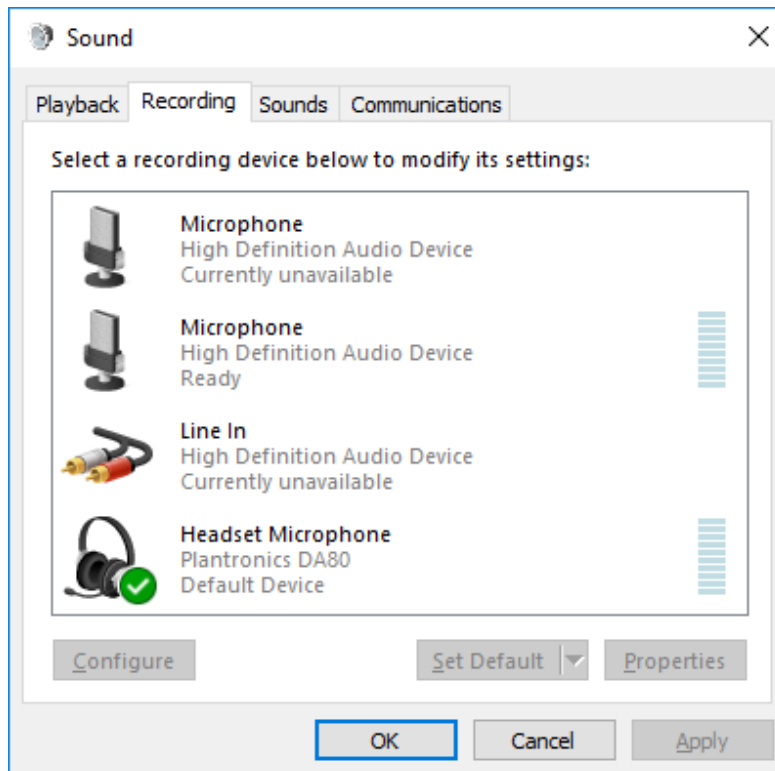 Sound
Playback Recording Sounds Communications
Select a recording device below to modify its settings:
Microphone
High Definition Audio Device
Currently unavailable
Microphone
High Definition Audio Device
Ready
Line In
High Definition Audio Device
Currently unavailable
Headset Microphone
Plantronics DA80
Default Device
Configure Set Default Properties
OK Cancel Apply